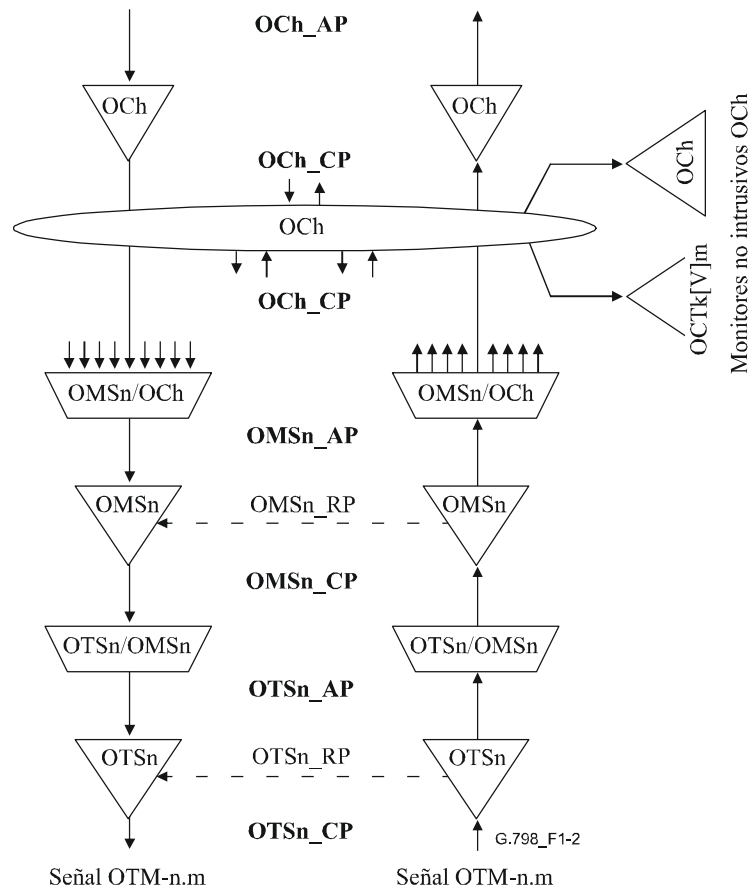 OCh_AP
OCh
OCh
OCh_CP
OCh
OCh_CP
OCh
OCTk[V]m
Monitores no intrusivos OCh
OMSn/OCh
OMSn/OCh
OMSn_AP
OMSn
OMSn_RP
OMSn
OMSn_CP
OTSn/OMSn
OTSn/OMSn
OTSn_AP
OTSn
OTSn_RP
OTSn
OTSn_CP
G.798_F1-2
Señal OTM-n.m
Señal OTM-n.m